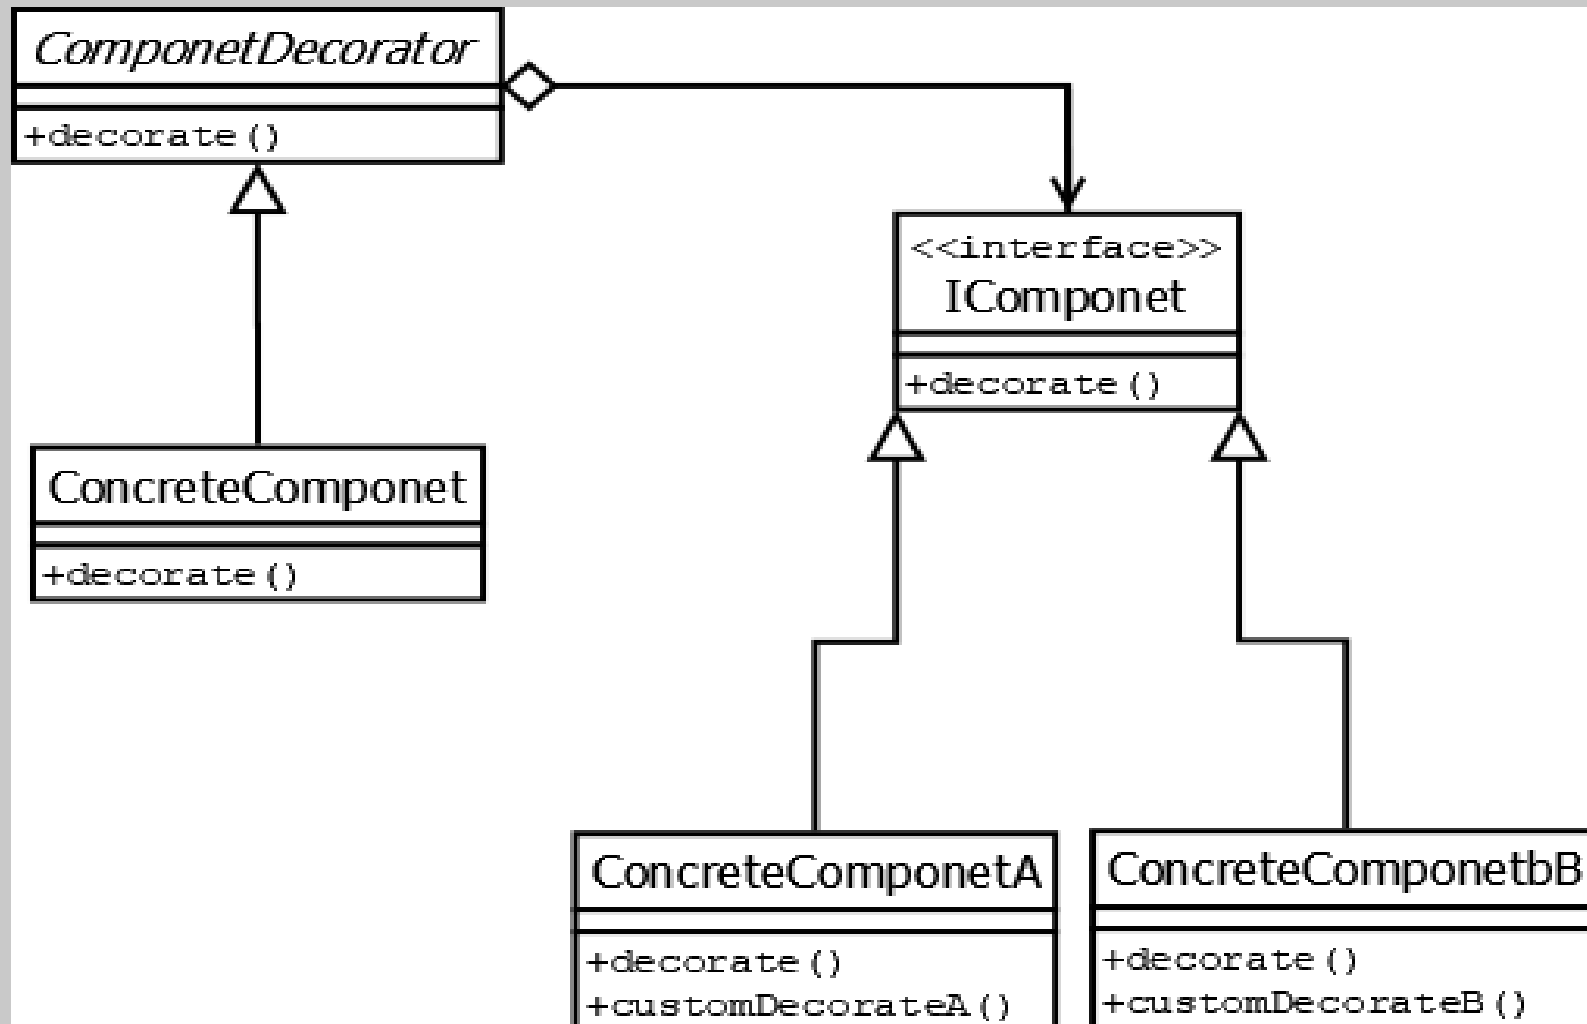 ComponetDecorator
+decorate()
<<interface>>
IComponet
+decorate()
ConcreteComponet
+decorate()
ConcreteComponetA
+decorate()
+customDecorateA()
ConcreteComponetbB
+decorate()
+customDecorateB()